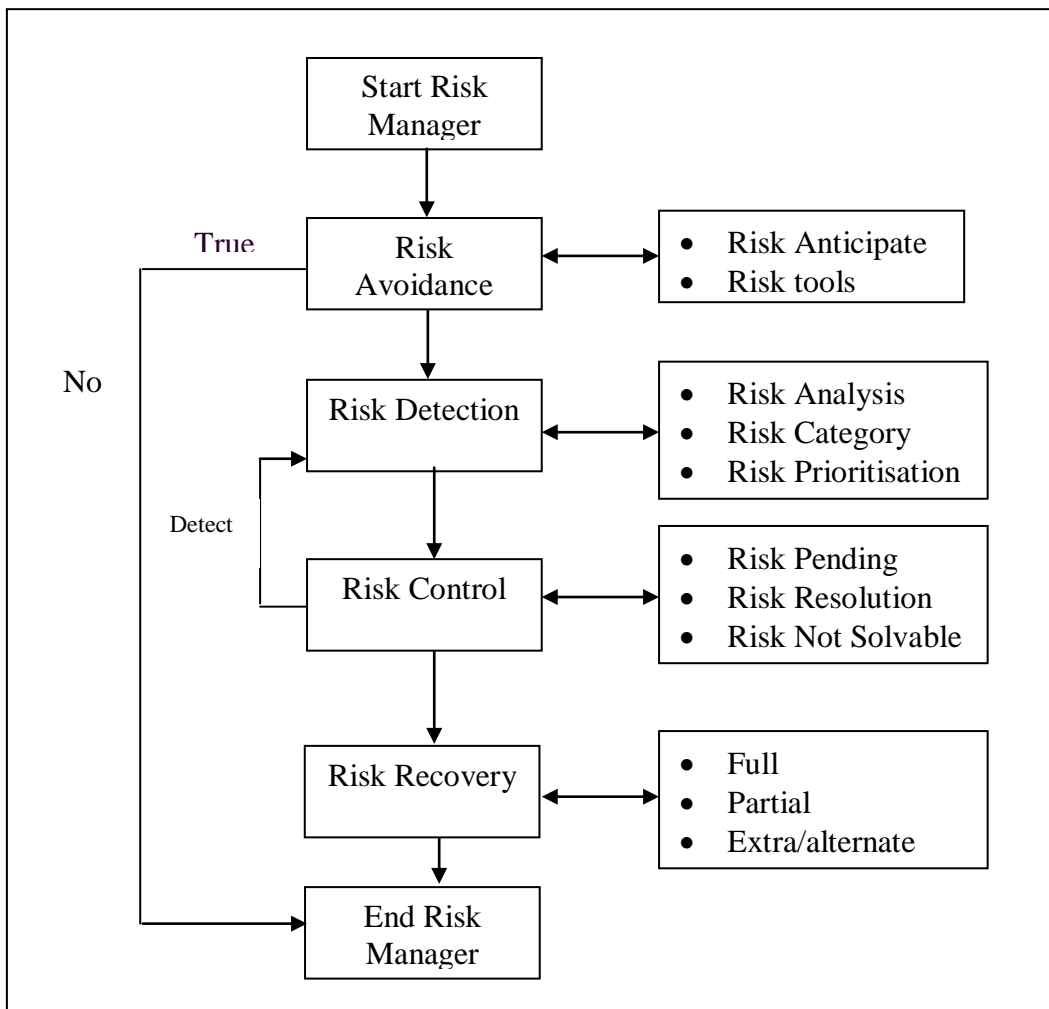 Start Risk
Manager
True
Risk
Avoidance
• Risk Anticipate
• Risk tools
No
Risk Detection
• Risk Analysis
• Risk Category
• Risk Prioritisation
Detect
Risk Control
• Risk Pending
• Risk Resolution
• Risk Not Solvable
Risk Recovery
• Full
• Partial
• Extra/alternate
End Risk
Manager